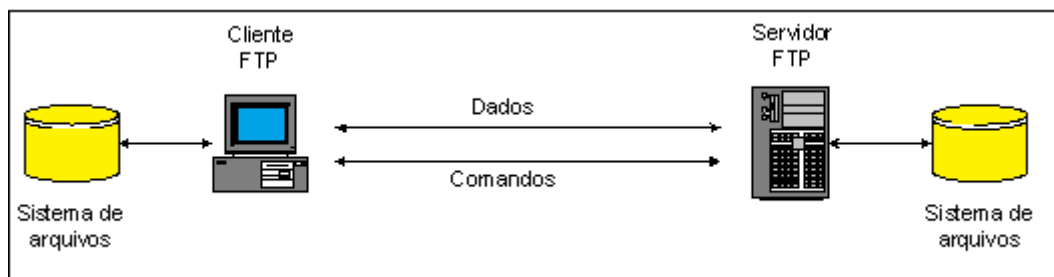 Cliente
FTP
Servidor
FTP
Dados
Comandos
Sistema de
arquivos
Sistema de
arquivos